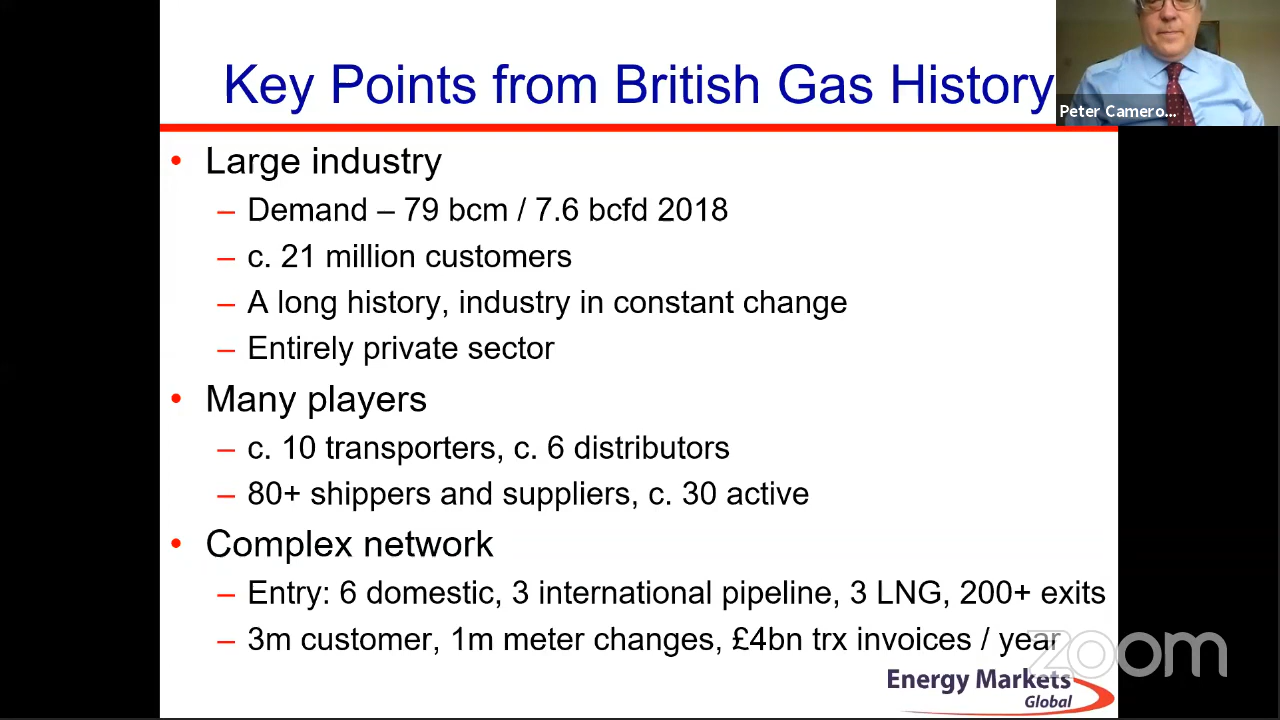 Key Points from British Gas History
Peter Camero...
• Large industry
– Demand – 79 bcm / 7.6 bcfd 2018
– c. 21 million customers
– A long history, industry in constant change
– Entirely private sector
• Many players
– c. 10 transporters, c. 6 distributors
– 80+ shippers and suppliers, c. 30 active
• Complex network
– Entry: 6 domestic, 3 international pipeline, 3 LNG, 200+ exits
– 3m customer, 1m meter changes, £4bn trx invoices / year
zoom
Energy Markets
Global